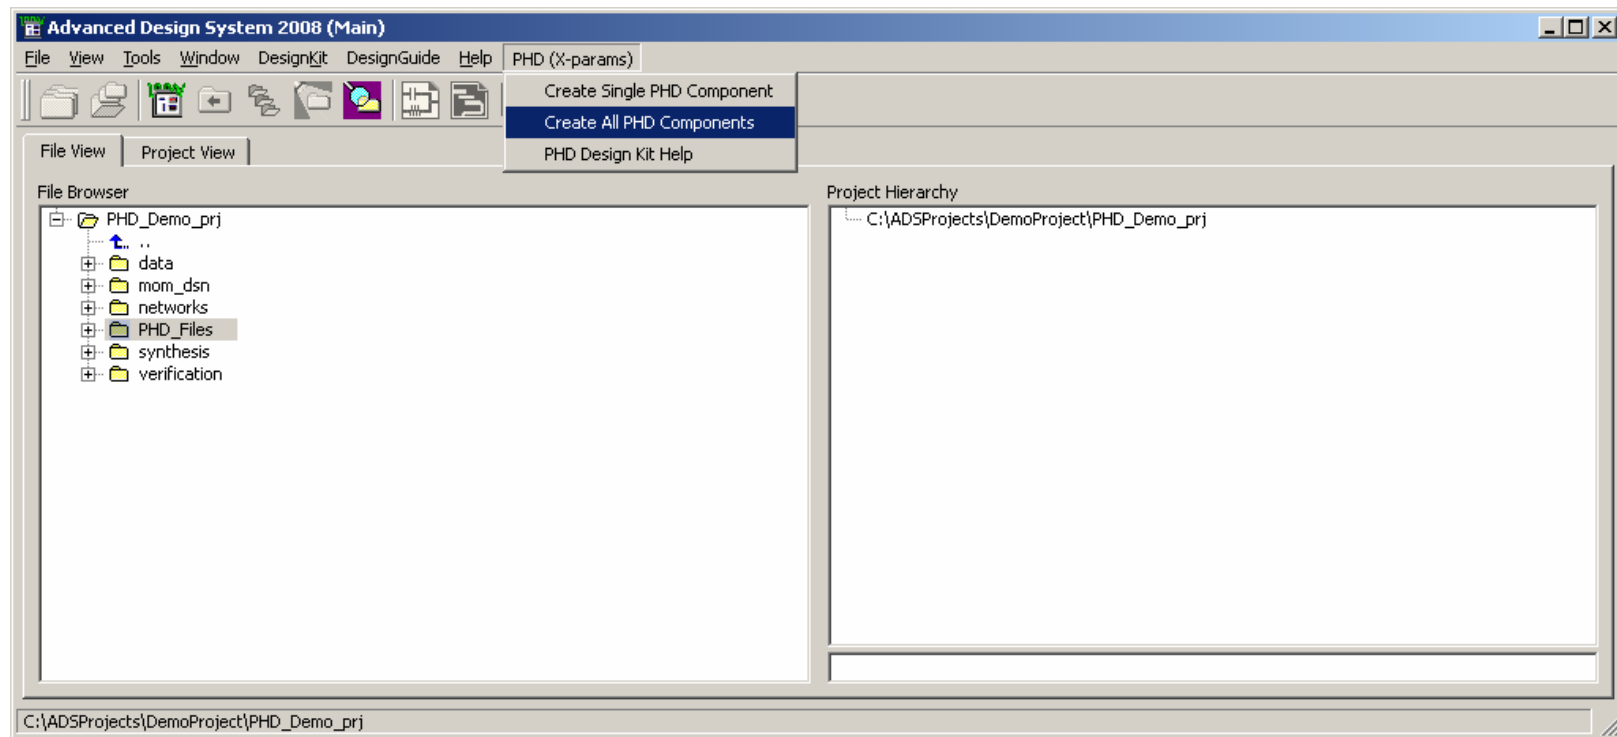 Advanced Design System 2008 (Main)
File View Tools Window DesignKit DesignGuide Help PHD (X-params)
Create Single PHD Component
Create All PHD Components
PHD Design Kit Help
File View Project View
File Browser
PHD_Demo_prj
..
data
mom_dsn
networks
PHD_Files
synthesis
verification
Project Hierarchy
C:\ADSProjects\DemoProject\PHD_Demo_prj
C:\ADSProjects\DemoProject\PHD_Demo_prj